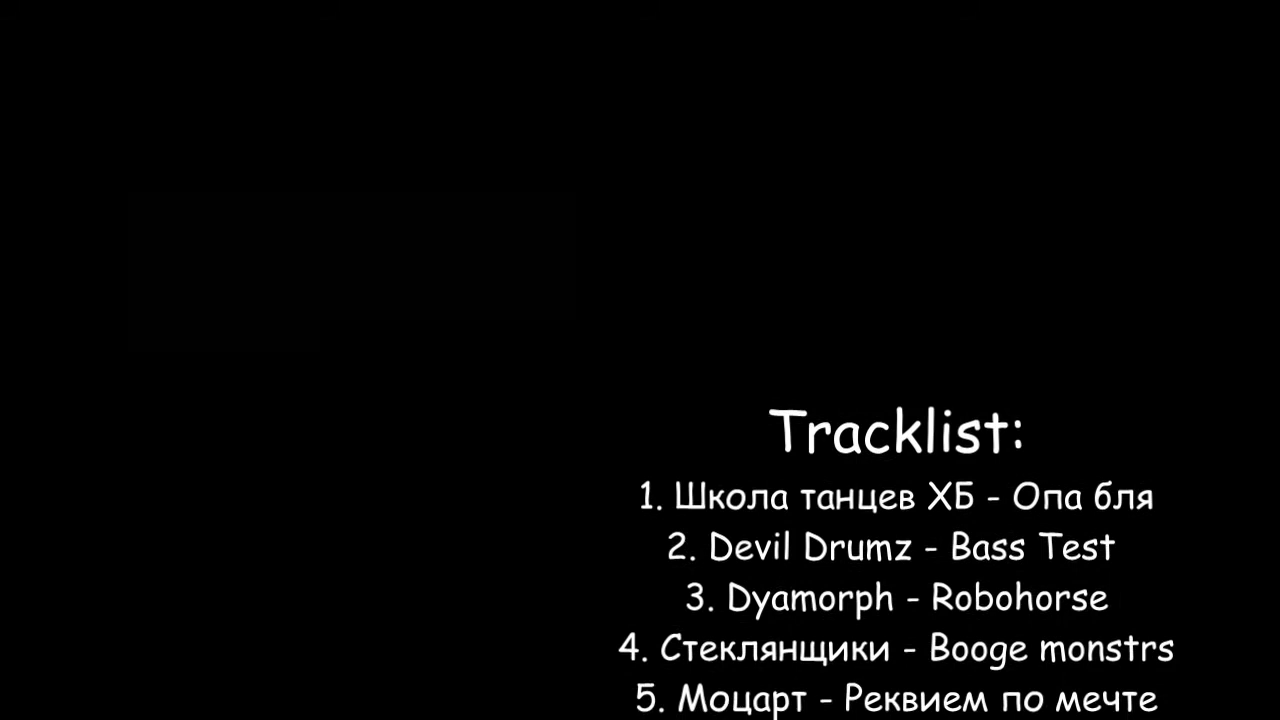 Tracklist:
1. Школа танцев ХБ - Опа бля
2. Devil Drumz - Bass Test
3. Dyamorph - Robohorse
4. Стеклянщики - Booge monstrs
5. Моцарт - Реквием по мечте